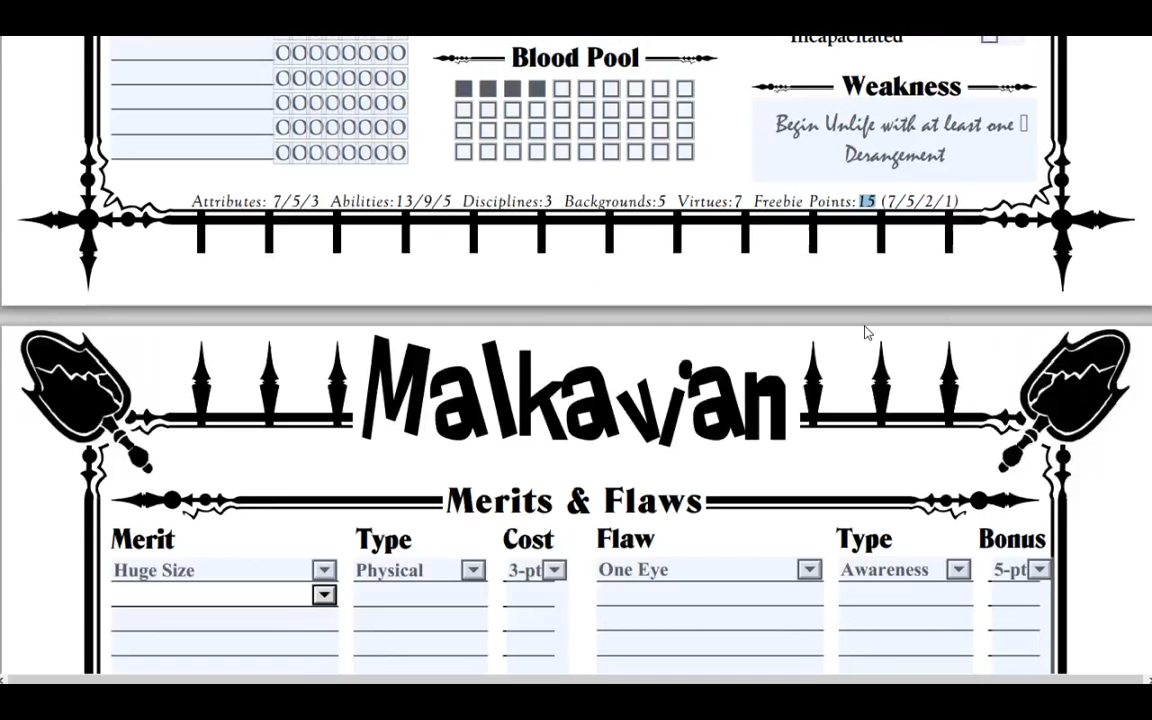 Incapacitated
Blood Pool
Weakness
Begin Unlife with at least one
Derangement
Attributes: 7/5/3 Abilities:13/9/5 Disciplines:3 Backgrounds:5 Virtues:7 Freebie Points:15 (7/5/2/1)
Malkavian
Merits & Flaws
Merit Type Cost Flaw Type Bonus
Huge Size Physical 3-pt One Eye Awareness 5-pt